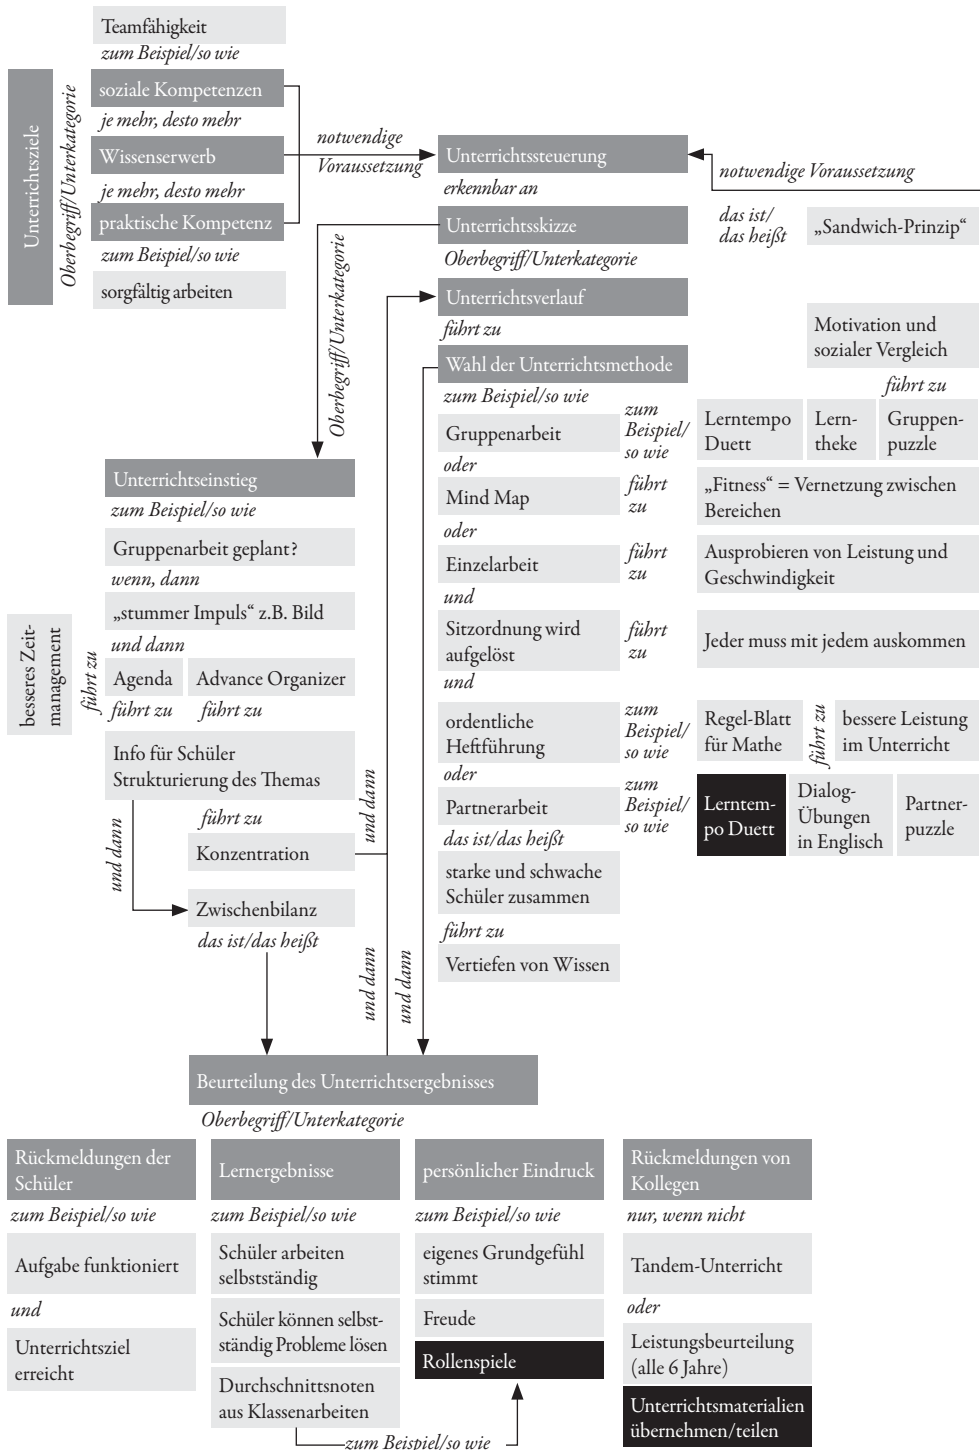 Teamfähigkeit
zum Beispiel/so wie
Unterrichtsziele
Oberbegriff/Unterkategorie
soziale Kompetenzen
je mehr, desto mehr
Wissenserwerb
je mehr, desto mehr
praktische Kompetenz
zum Beispiel/so wie
sorgfältig arbeiten
notwendige
Voraussetzung
Unterrichtssteuerung
erkennbar an
Unterrichtsskizze
Oberbegriff/Unterkategorie
Unterrichtsverlauf
führt zu
Wahl der Unterrichtsmethode
zum Beispiel/so wie
notwendige Voraussetzung
das ist/
das heißt
„Sandwich-Prinzip“
Motivation und
sozialer Vergleich
führt zu
Gruppenarbeit
zum
Beispiel/
so wie
Lerntempo
Duett
Lern-
theke
Gruppen-
puzzle
oder
Mind Map
führt
zu
„Fitness“ = Vernetzung zwischen
Bereichen
oder
Einzelarbeit
führt
zu
Ausprobieren von Leistung und
Geschwindigkeit
und
Sitzordnung wird
aufgelöst
führt
zu
Jeder muss mit jedem auskommen
und
ordentliche
Heftführung
zum
Beispiel/
so wie
Regel-Blatt
für Mathe
führt zu
bessere Leistung
im Unterricht
oder
Partnerarbeit
zum
Beispiel/
so wie
Lerntem-
po Duett
Dialog-
Übungen
in Englisch
Partner-
puzzle
das ist/das heißt
starke und schwache
Schüler zusammen
führt zu
Vertiefen von Wissen
Oberbegriff/Unterkategorie
Unterrichtseinstieg
zum Beispiel/so wie
Gruppenarbeit geplant?
wenn, dann
„stummer Impuls“ z.B. Bild
und dann
besseres Zeit-
management
führt zu
Agenda
Advance Organizer
führt zu
führt zu
Info für Schüler
Strukturierung des Themas
führt zu
und dann
Konzentration
und dann
Zwischenbilanz
das ist/das heißt
und dann
und dann
Beurteilung des Unterrichtsergebnisses
Oberbegriff/Unterkategorie
Rückmeldungen der
Schüler
zum Beispiel/so wie
Aufgabe funktioniert
und
Unterrichtsziel
erreicht
Lernergebnisse
zum Beispiel/so wie
Schüler arbeiten
selbstständig
Schüler können selbst-
ständig Probleme lösen
Durchschnittsnoten
aus Klassenarbeiten
zum Beispiel/so wie
persönlicher Eindruck
zum Beispiel/so wie
eigenes Grundgefühl
stimmt
Freude
Rollenspiele
Rückmeldungen von
Kollegen
nur, wenn nicht
Tandem-Unterricht
oder
Leistungsbeurteilung
(alle 6 Jahre)
Unterrichtsmaterialien
übernehmen/teilen